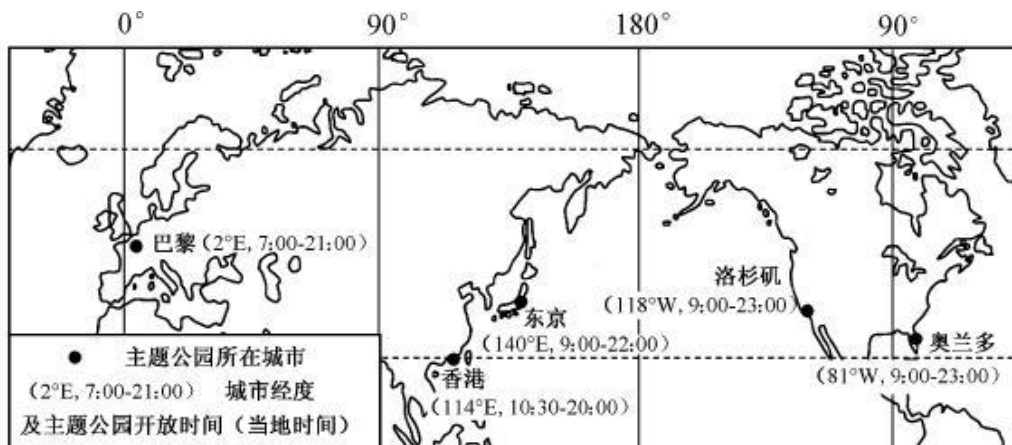 0° 90° 180° 90°
巴黎（2°E, 7:00-21:00）
洛杉矶
（118°W, 9:00-23:00）
东京
（140°E, 9:00-22:00）
奥兰多
（81°W, 9:00-23:00）
香港
（114°E, 10:30-20:00）
● 主题公园所在城市
（2°E, 7:00-21:00） 城市经度
及主题公园开放时间（当地时间）